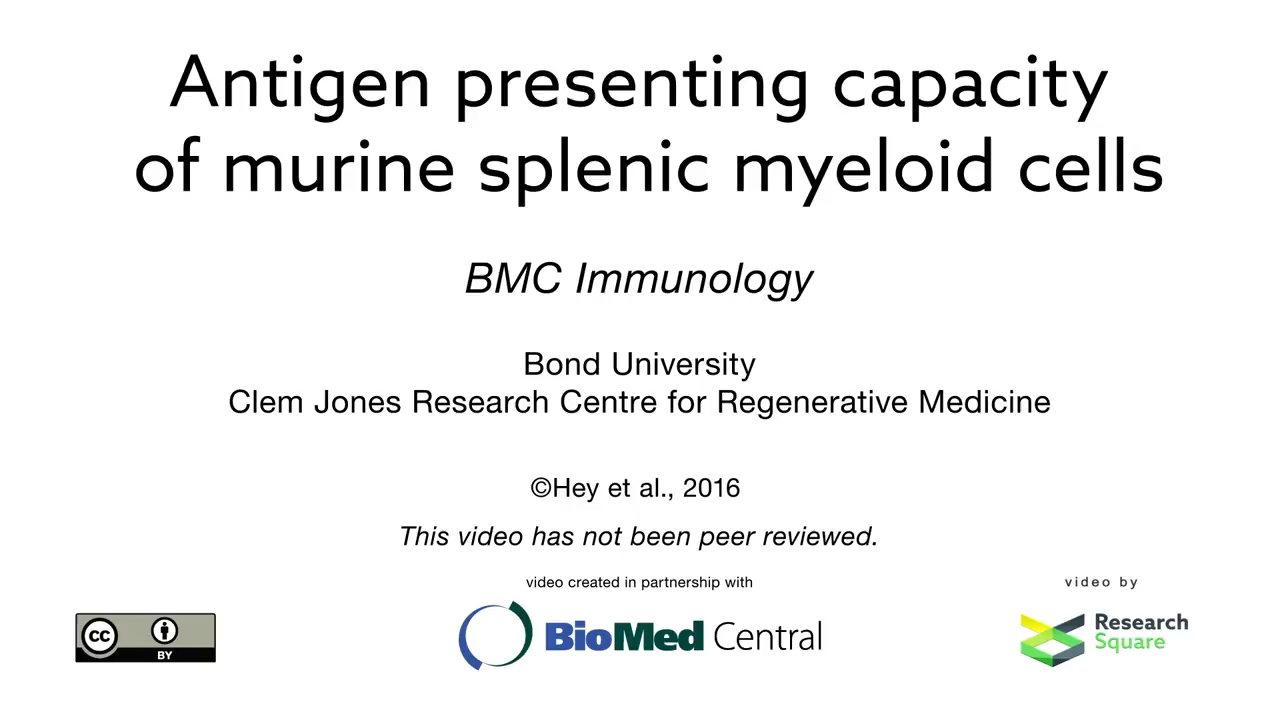 Antigen presenting capacity
of murine splenic myeloid cells
BMC Immunology
Bond University
Clem Jones Research Centre for Regenerative Medicine
©Hey et al., 2016
This video has not been peer reviewed.
video created in partnership with
video by
cc
BY
BioMed Central
Research
Square